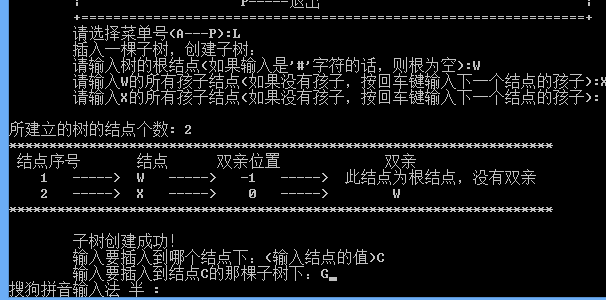 P-----退出
+----------------------------------------------------------+
请选择菜单号(A---P):L
插入一棵子树，创建子树：
请输入树的根结点(如果输入是'#'字符的话，则根为空):W
请输入W的所有孩子结点(如果没有孩子，按回车键输入下一个结点的孩子):X
请输入X的所有孩子结点(如果没有孩子，按回车键输入下一个结点的孩子):
所建立的树的结点个数：2
********************************************************************
结点序号 结点 双亲位置 双亲
1 -----> W -----> -1 -----> 此结点为根结点，没有双亲
2 -----> X -----> 0 -----> W
********************************************************************
子树创建成功!
输入要插入到哪个结点下：(输入结点的值)C
输入要插入到结点C的那棵子树下：G_
搜狗拼音输入法 半 :